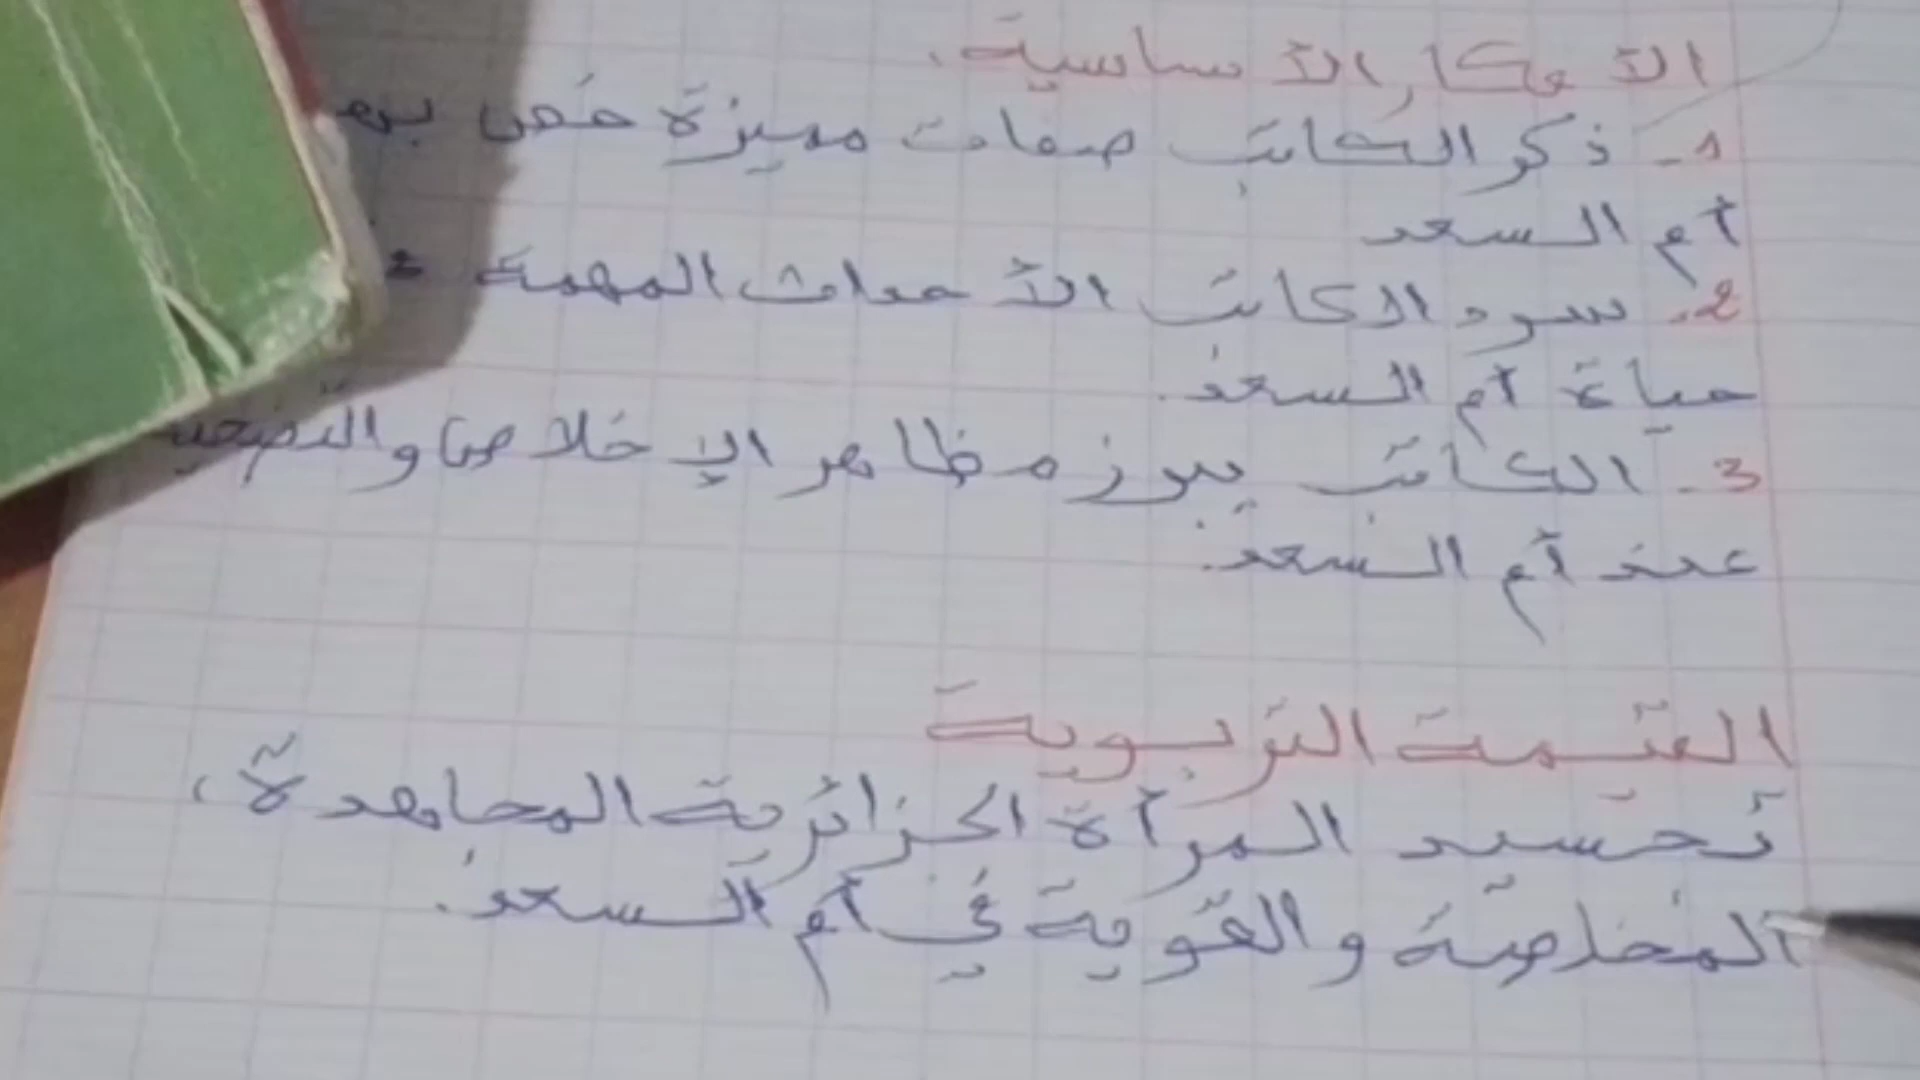 الأفكار الأساسية.
1- ذكر الكاتب صفات مميزة خص
أم السعد
2. سرد الكاتب الأحداث المهمة
حياة أم السعد.
3- الكاتب يبرز مظاهر الإخلاص والتضحية
عند أم السعد.
القيمة التربوية
تجسيد المرأة الجزائرية المجاهدة،
المخلصة والقوية في أم السعد.